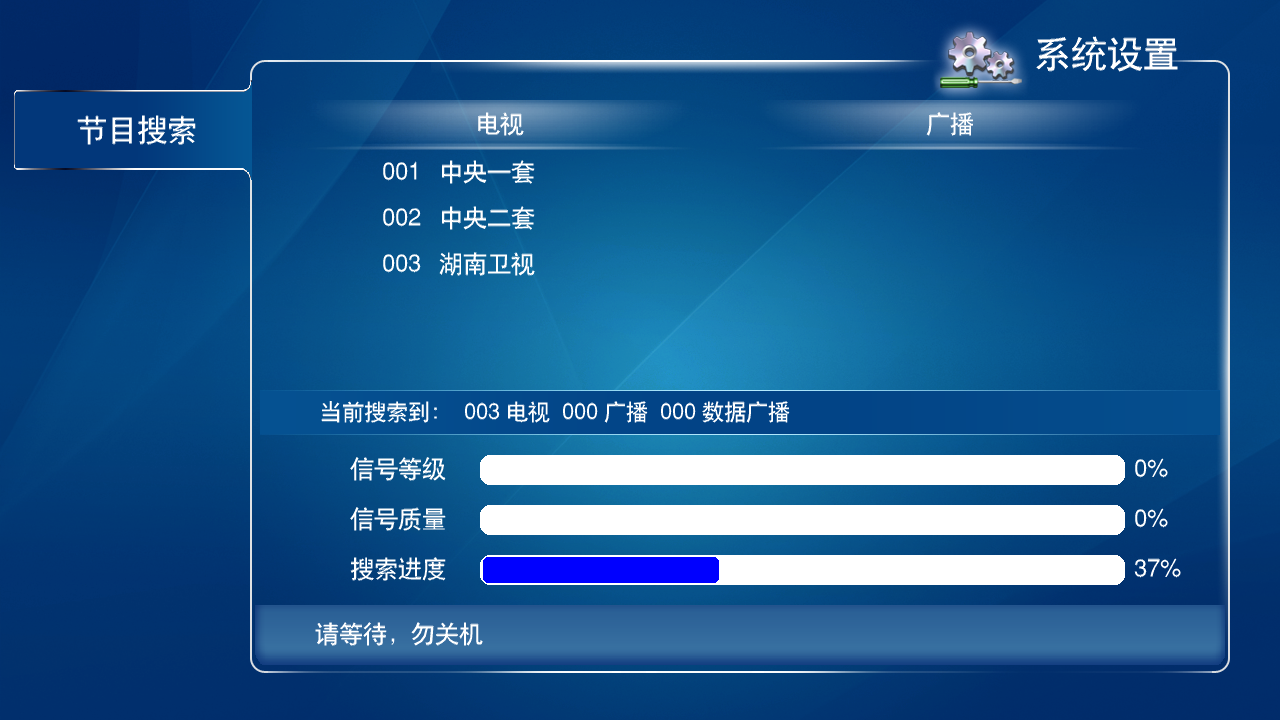 系统设置
节目搜索
电视 广播
001 中央一套
002 中央二套
003 湖南卫视
当前搜索到： 003 电视 000 广播 000 数据广播
信号等级 0%
信号质量 0%
搜索进度 37%
请等待，勿关机